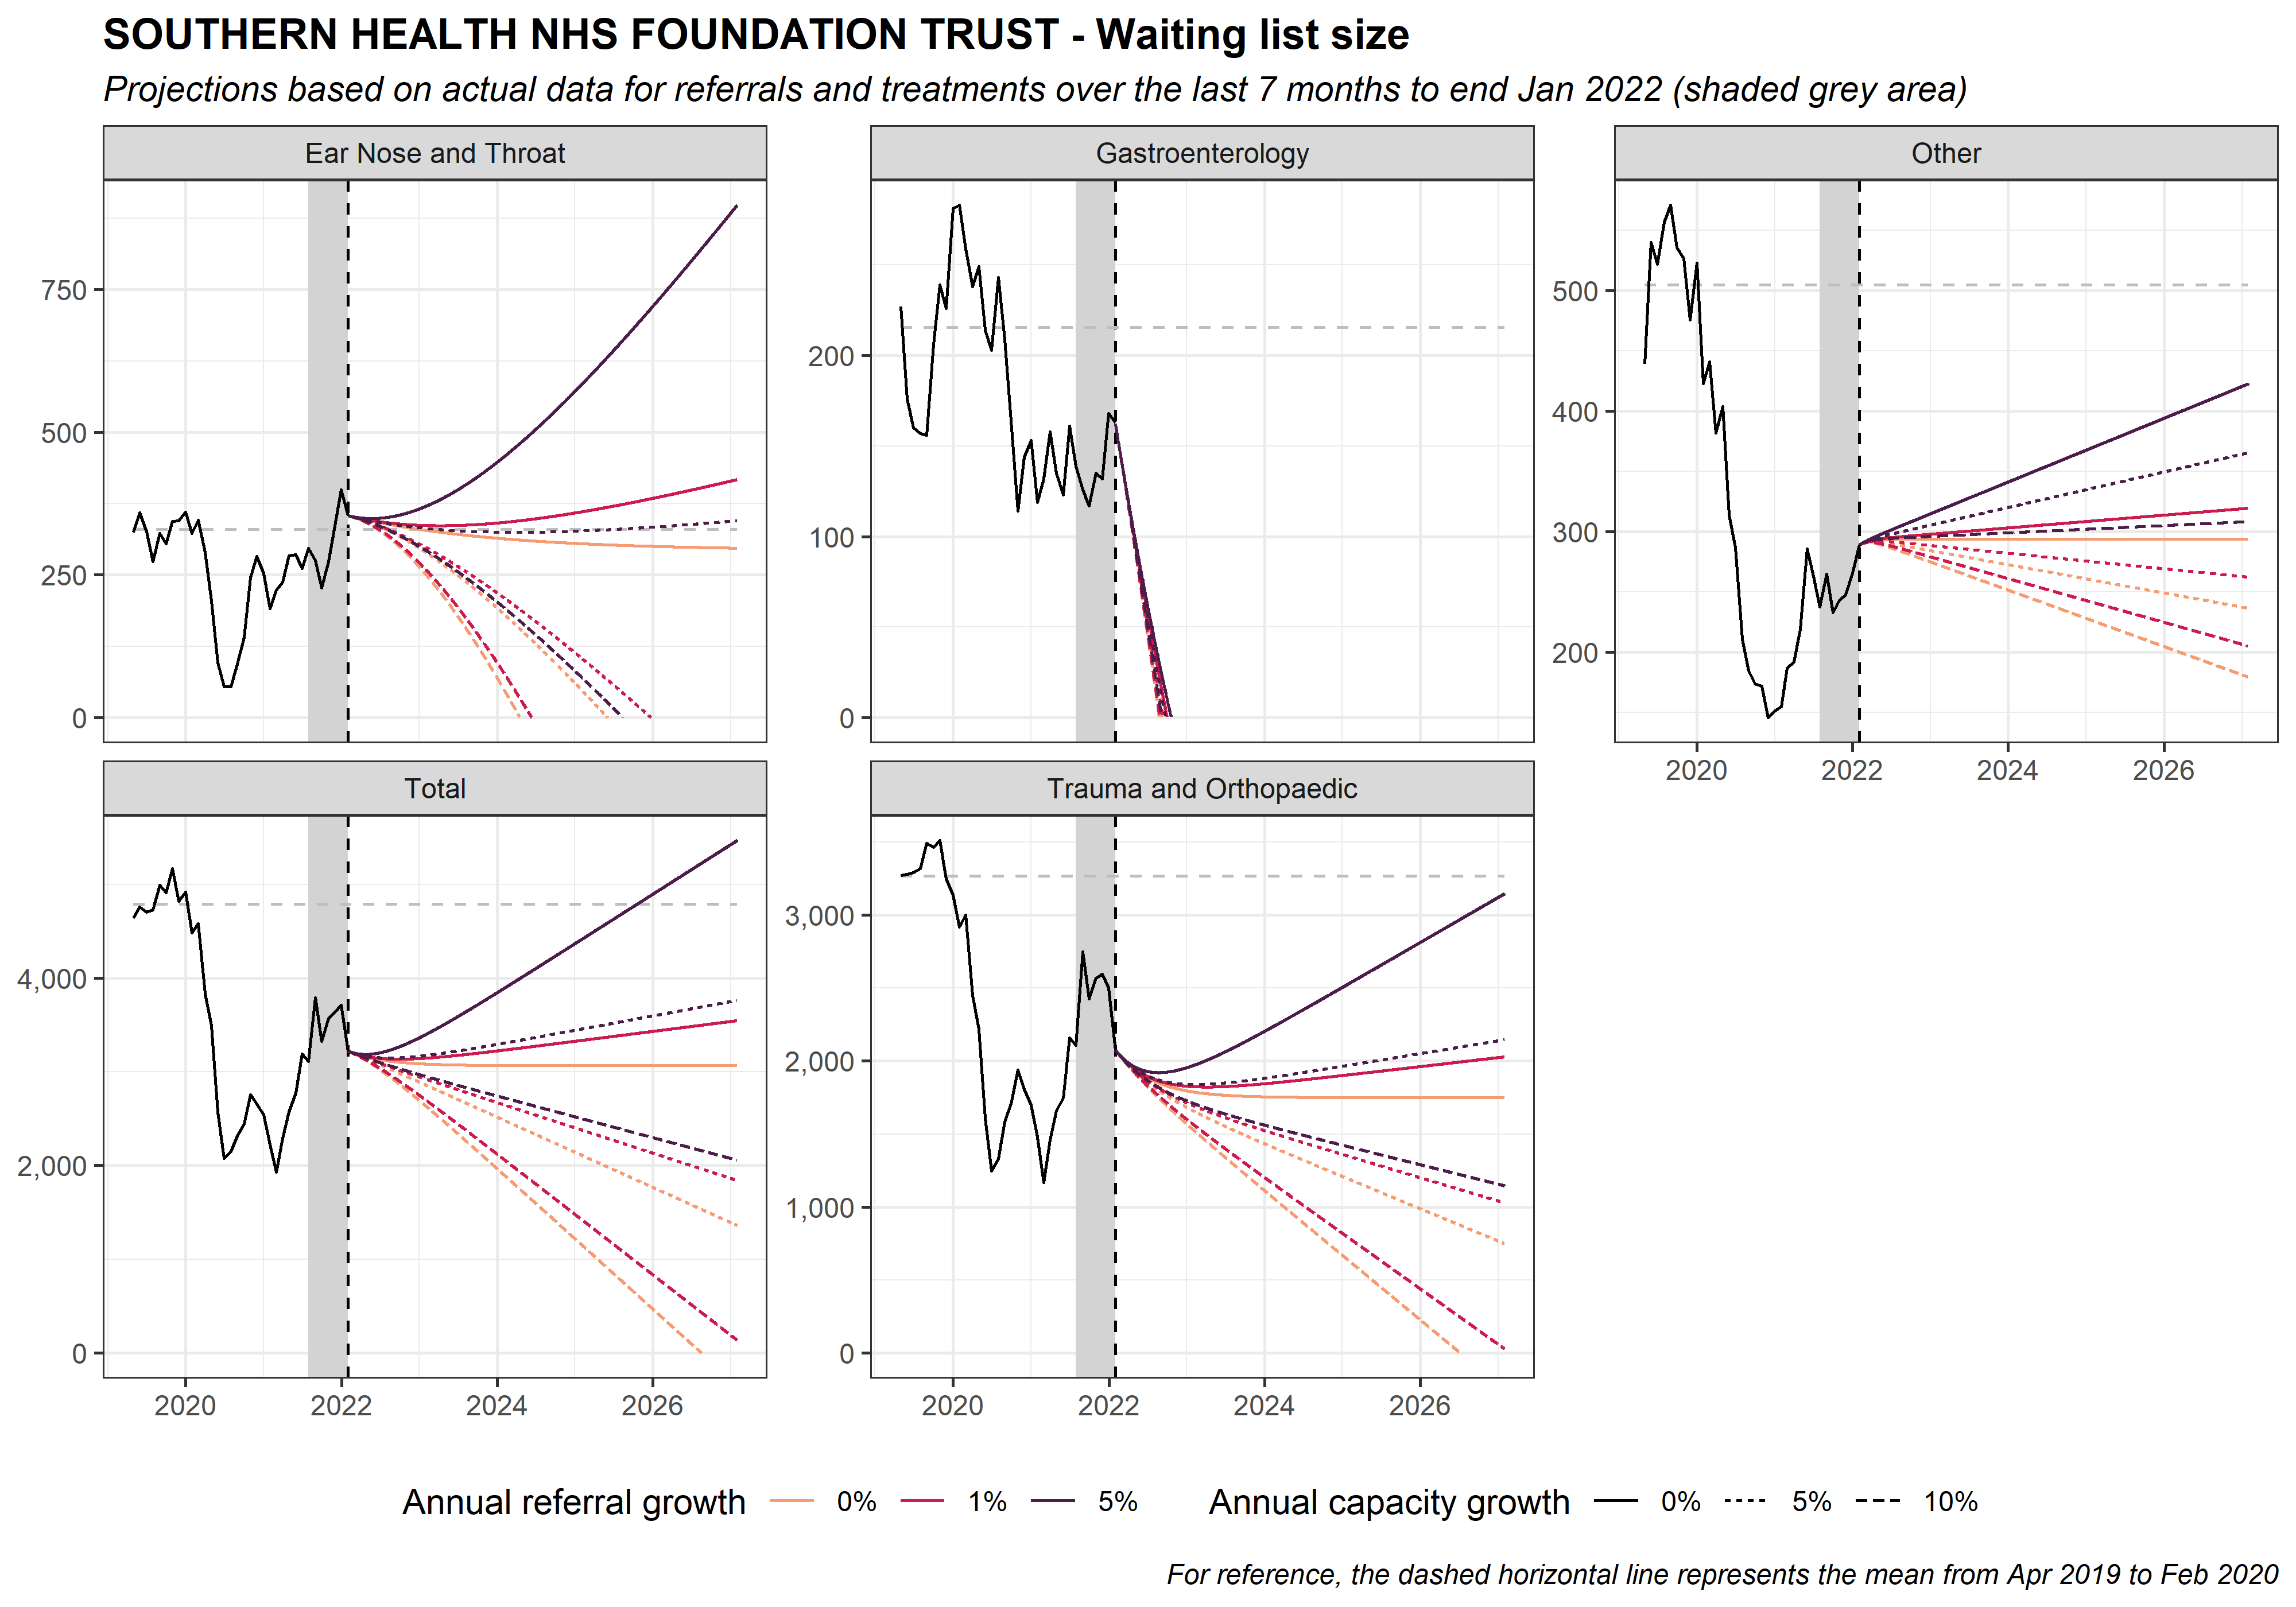 SOUTHERN HEALTH NHS FOUNDATION TRUST - Waiting list size
Projections based on actual data for referrals and treatments over the last 7 months to end Jan 2022 (shaded grey area)
Ear Nose and Throat
750
500
250
0
Gastroenterology
200
100
0
Other
500
400
300
200
2020 2022 2024 2026
Total
4,000
2,000
0
2020 2022 2024 2026
Trauma and Orthopaedic
3,000
2,000
1,000
0
2020 2022 2024 2026
Annual referral growth 0% 1% 5% Annual capacity growth 0% 5% 10%
For reference, the dashed horizontal line represents the mean from Apr 2019 to Feb 2020